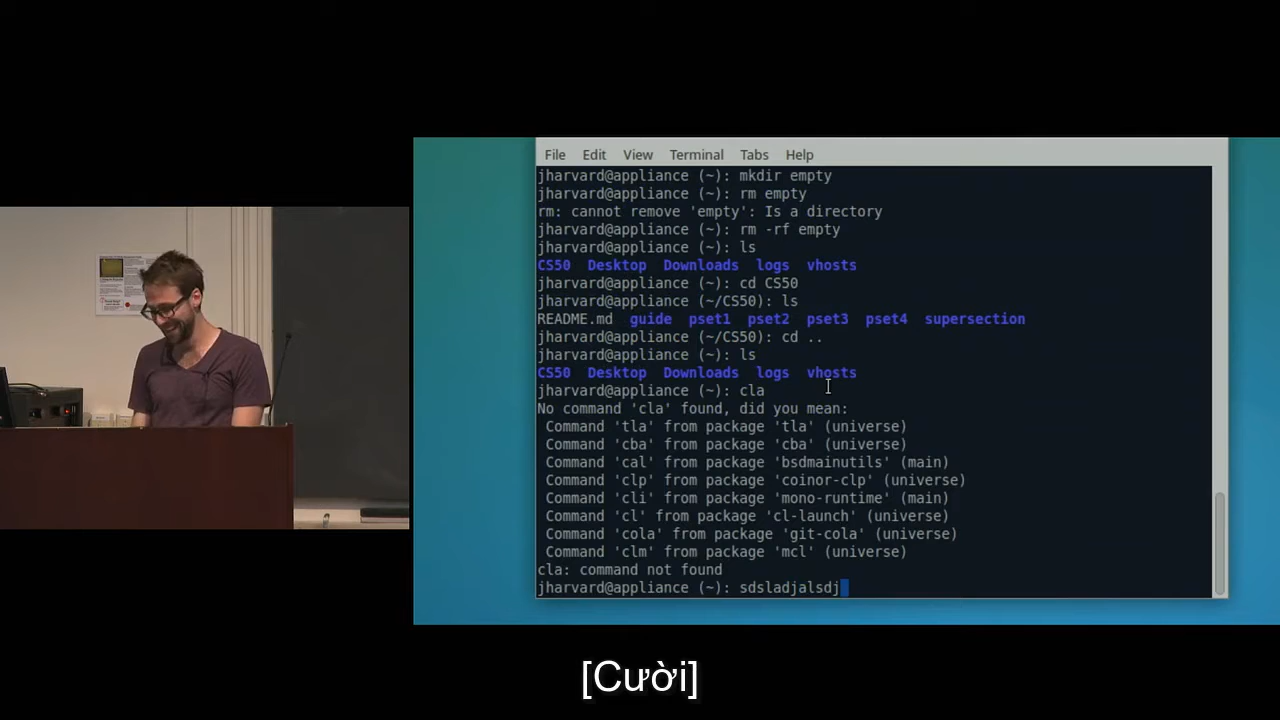 File Edit View Terminal Tabs Help
jharvard@appliance (~): mkdir empty
jharvard@appliance (~): rm empty
rm: cannot remove 'empty': Is a directory
jharvard@appliance (~): rm -rf empty
jharvard@appliance (~): ls
CS50 Desktop Downloads logs vhosts
jharvard@appliance (~): cd CS50
jharvard@appliance (~/CS50): ls
README.md guide pset1 pset2 pset3 pset4 supersection
jharvard@appliance (~/CS50): cd ..
jharvard@appliance (~): ls
CS50 Desktop Downloads logs vhosts
jharvard@appliance (~): cla
No command 'cla' found, did you mean:
Command 'tla' from package 'tla' (universe)
Command 'cba' from package 'cba' (universe)
Command 'cal' from package 'bsdmainutils' (main)
Command 'clp' from package 'coinor-clp' (universe)
Command 'cli' from package 'mono-runtime' (main)
Command 'cl' from package 'cl-launch' (universe)
Command 'cola' from package 'git-cola' (universe)
Command 'clm' from package 'mcl' (universe)
cla: command not found
jharvard@appliance (~): sdsladjalsdj
[Cười]